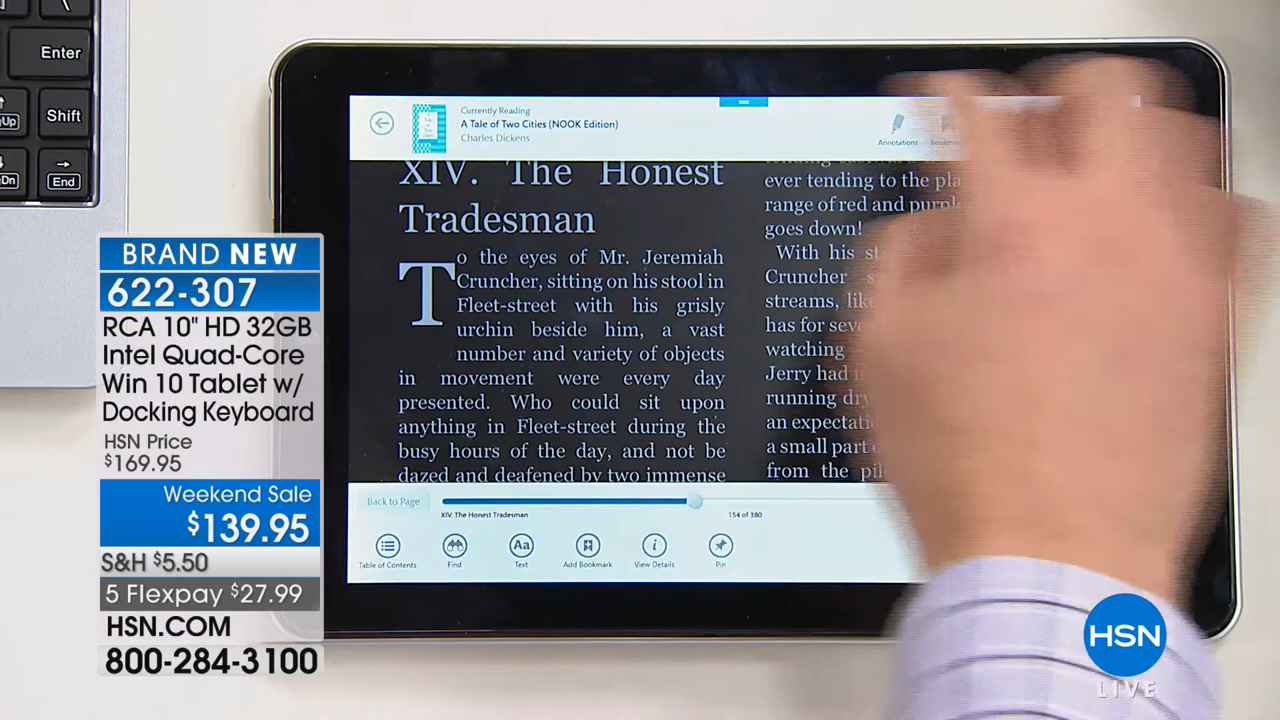 Enter
Shift
Up
Dn
End
BRAND NEW
622-307
RCA 10" HD 32GB
Intel Quad-Core
Win 10 Tablet w/
Docking Keyboard
HSN Price
$169.95
Weekend Sale
$139.95
S&H $5.50
5 Flexpay $27.99
HSN.COM
800-284-3100
Currently Reading
A Tale of Two Cities (NOOK Edition)
Charles Dickens
Annotations
XIV. The Honest
Tradesman
To the eyes of Mr. Jeremiah
Cruncher, sitting on his stool in
Fleet-street with his grisly
urchin beside him, a vast
number and variety of objects
in movement were every day
presented. Who could sit upon
anything in Fleet-street during the
busy hours of the day, and not be
dazed and deafened by two immense
ever tending to the
range of red and
goes down!
With his
Cruncher
streams,
has for
watching
Jerry had
running
an
a small part
from the
Back to Page
XIV. The Honest Tradesman
154 of 380
Table of Contents
Find
Aa
Text
Add Bookmark
View Details
Pin
HSN
LIVE